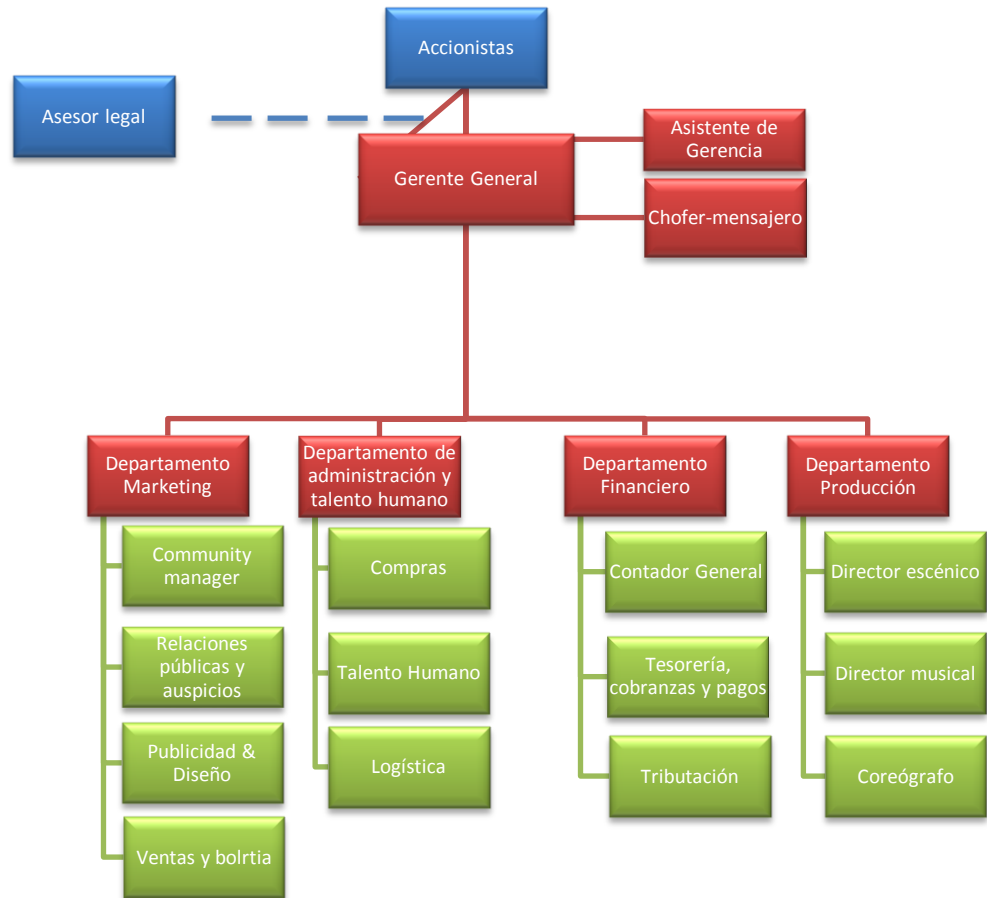 Accionistas
Asesor legal
Asistente de
Gerencia
Gerente General
Chofer-mensajero
Departamento
Marketing
Departamento de
administración y
talento humano
Departamento
Financiero
Departamento
Producción
Community
manager
Compras
Contador General
Director escénico
Relaciones
públicas y
auspicios
Talento Humano
Tesorería,
cobranzas y pagos
Director musical
Publicidad &
Diseño
Logística
Tributación
Coreógrafo
Ventas y bolrtia